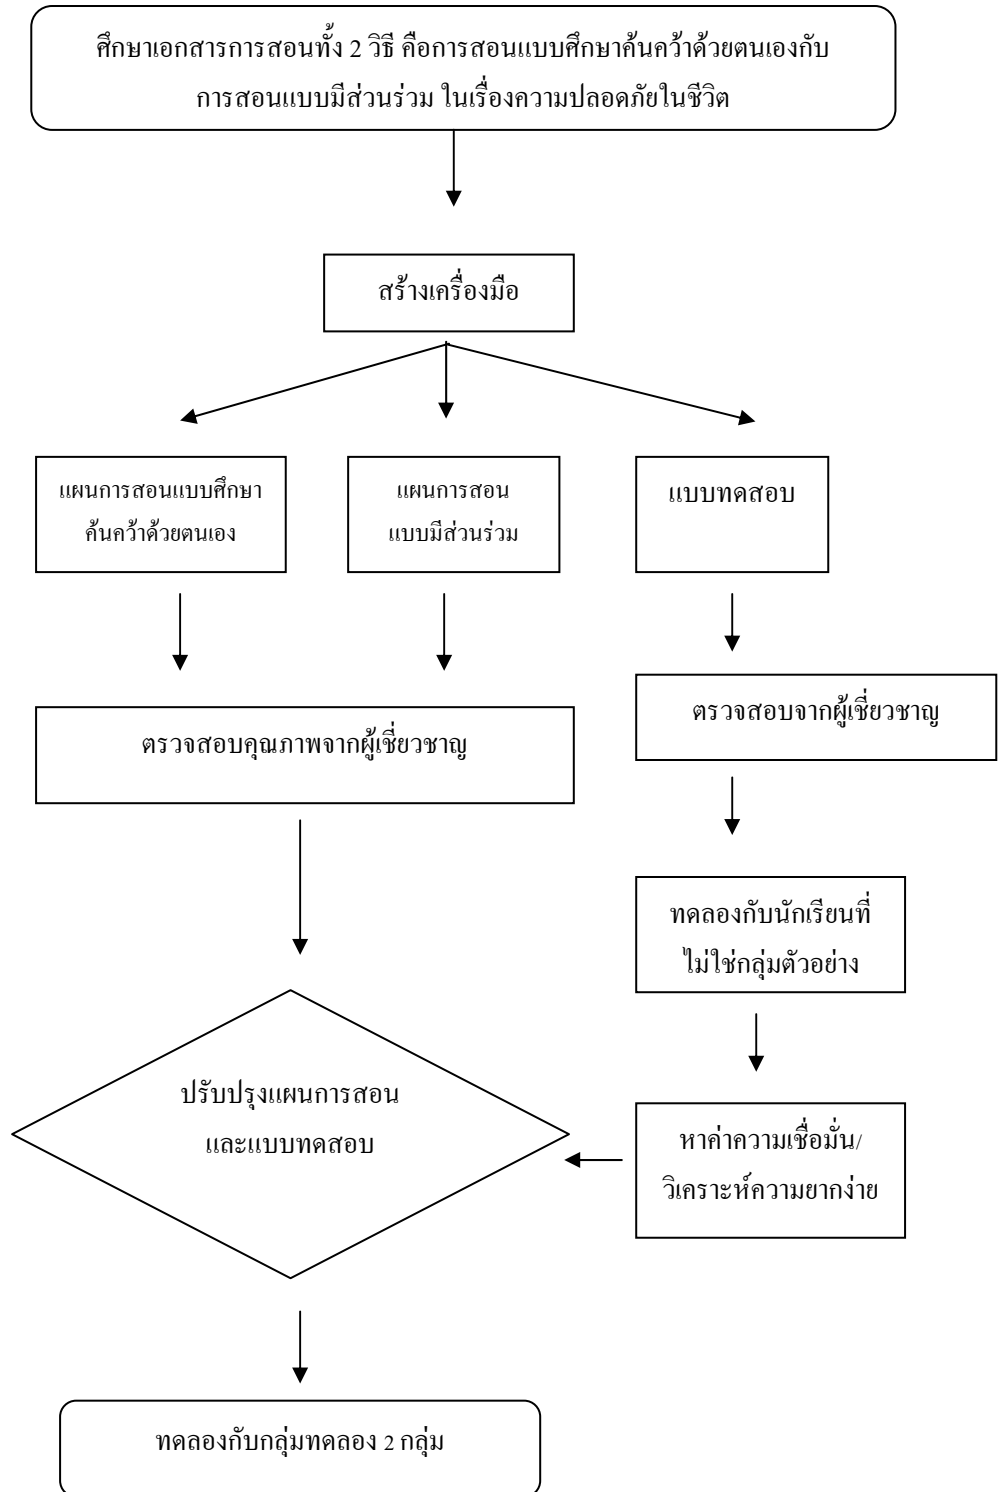 ศึกษาเอกสารการสอนทั้ง 2 วิธี คือการสอนแบบศึกษาค้นคว้าด้วยตนเองกับ
การสอนแบบมีส่วนร่วม ในเรื่องความปลอดภัยในชีวิต
สร้างเครื่องมือ
แผนการสอนแบบศึกษา
ค้นคว้าด้วยตนเอง
แผนการสอน
แบบมีส่วนร่วม
แบบทดสอบ
ตรวจสอบคุณภาพจากผู้เชี่ยวชาญ
ตรวจสอบจากผู้เชี่ยวชาญ
ทดลองกับนักเรียนที่
ไม่ใช่กลุ่มตัวอย่าง
หาค่าความเชื่อมั่น/
วิเคราะห์ความยากง่าย
ปรับปรุงแผนการสอน
และแบบทดสอบ
ทดลองกับกลุ่มทดลอง 2 กลุ่ม